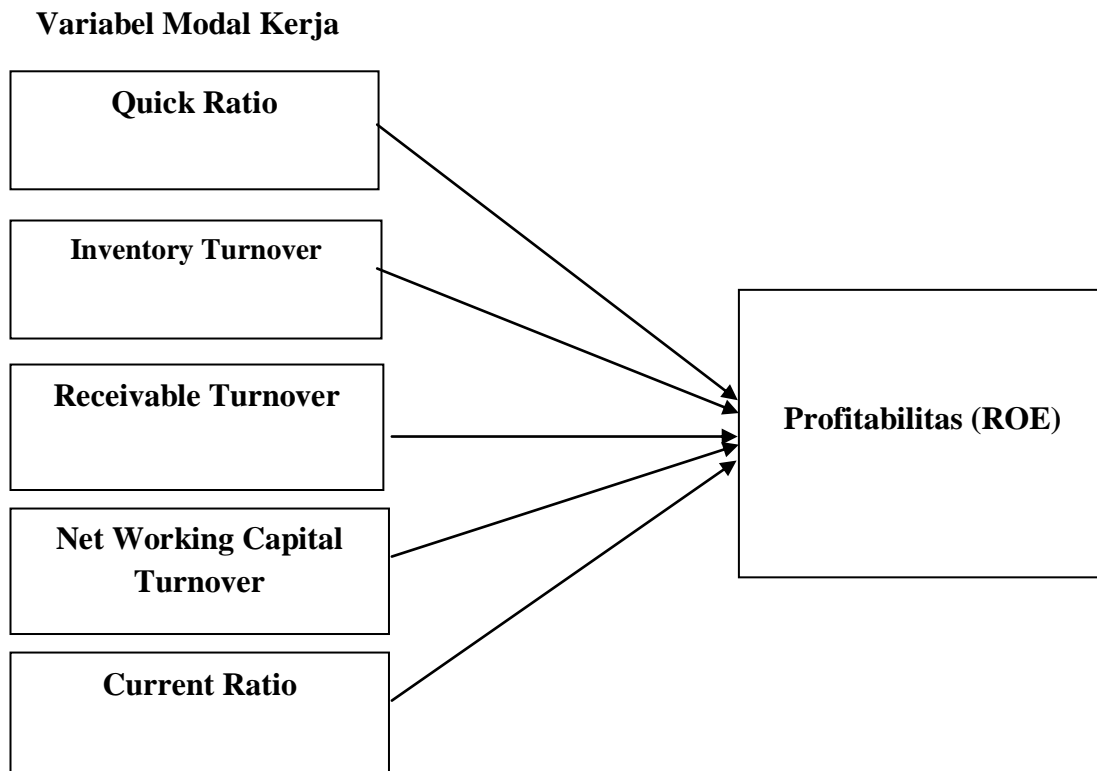 Variabel Modal Kerja
Quick Ratio
Inventory Turnover
Receivable Turnover
Profitabilitas (ROE)
Net Working Capital
Turnover
Current Ratio